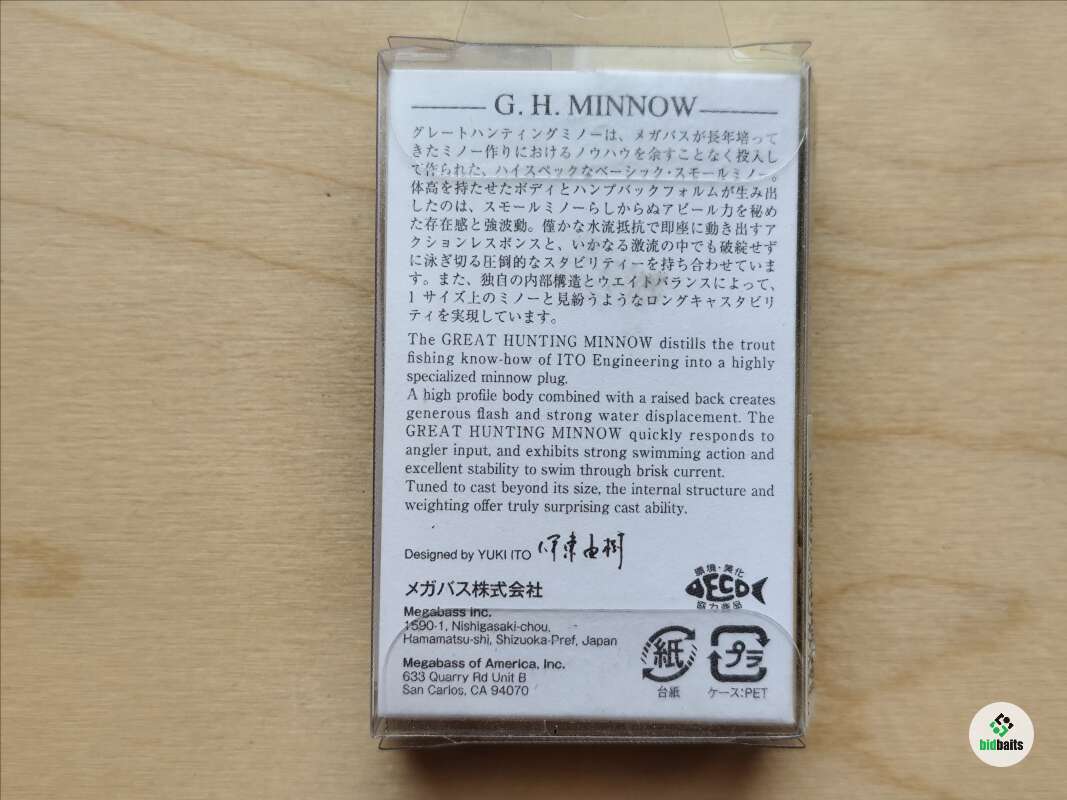 G. H. MINNOW
グレートハンティングミノーは、メガバスが長年培って
きたミノー作りにおけるノウハウを余すことなく投入し
て作られた、ハイスペックなベーシック・スモールミノー。
体高を持たせたボディとハンプバックフォルムが生み出
したのは、スモールミノーらしからぬアピール力を秘め
た存在感と強波動。僅かな水流抵抗で即座に動き出すア
クションレスポンスと、いかなる激流の中でも破綻せず
に泳ぎ切る圧倒的なスタビリティーを持ち合わせていま
す。また、独自の内部構造とウエイトバランスによって、
1 サイズ上のミノーと見紛うようなロングキャスタビリ
ティを実現しています。
The GREAT HUNTING MINNOW distills the trout
fishing know-how of ITO Engineering into a highly
specialized minnow plug.
A high profile body combined with a raised back creates
generous flash and strong water displacement. The
GREAT HUNTING MINNOW quickly responds to
angler input, and exhibits strong swimming action and
excellent stability to swim through brisk current.
Tuned to cast beyond its size, the internal structure and
weighting offer truly surprising cast ability.
Designed by YUKI ITO 伊東由樹
メガバス株式会社
環境・美化
ECO
協力商品
Megabass inc.
1590-1, Nishigasaki-chou,
Hamamatsu-shi, Shizuoka-Pref, Japan
Megabass of America, Inc.
633 Quarry Rd Unit B
San Carlos, CA 94070
紙
台紙
プラ
ケース:PET
bidbaits